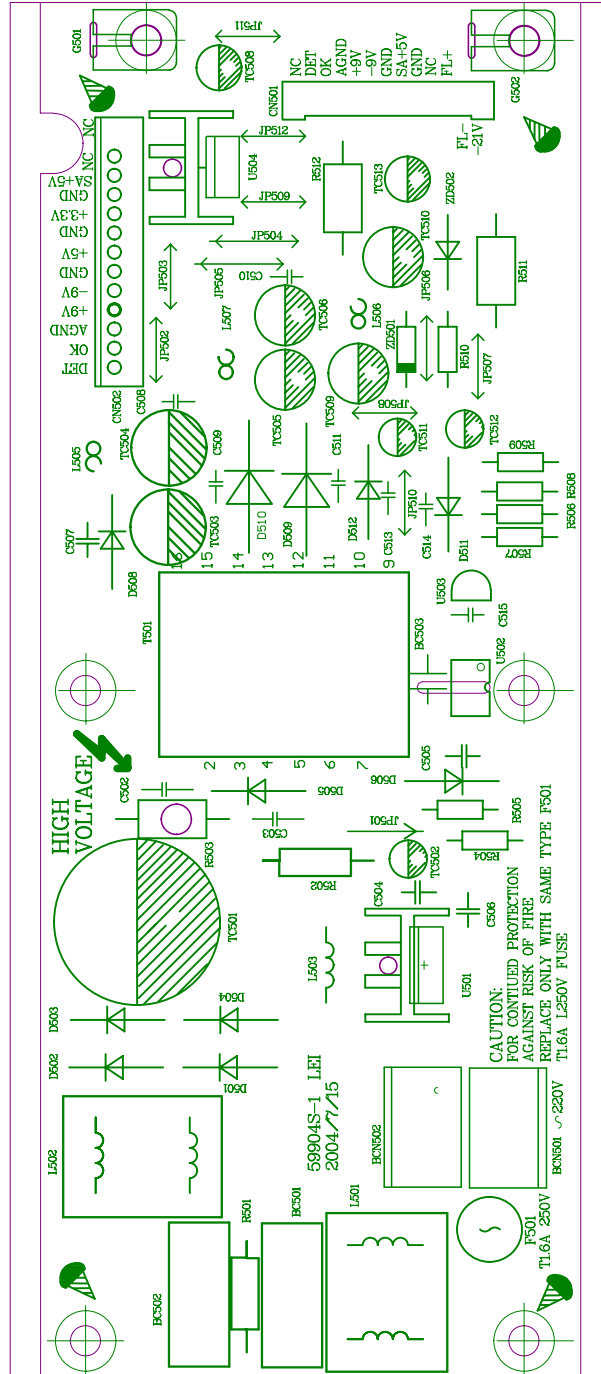 G501
JP511
TC508
NC
DET
OK
AGND
+9V
-9V
GND
SA+5V
GND
NC
FL+
CN501
G502
FL-
-21V
NC
NC
SA+5V
GND
+3.3V
GND
+5V
GND
-9V
+9V
AGND
OK
DET
CN502
U504
JP512
JP509
JP504
C510
JP503
JP505
JP502
R512
TC513
ZD502
TC510
JP506
R511
L507
TC506
L506
ZD501
R510
JP507
C508
TC505
TC509
JP508
TC511
TC512
TC504
L505
C509
C511
R509
R508
R506
R507
C507
TC503
D510
D509
D512
JP510
C513
C514
D511
D508
16
15
14
13
12
11
10
9
U503
C515
T501
BC503
U502
2
3
4
5
6
7
HIGH
VOLTAGE
C502
D505
C505
D506
R505
R503
C503
JP501
R504
R502
TC502
C504
C506
TC501
L503
U501
CAUTION:
FOR CONTIUED PROTECTION
AGAINST RISK OF FIRE
REPLACE ONLY WITH SAME TYPE F501
T1.6A L250V FUSE
D503
D504
D502
D501
59904S-1 LEI
2004/7/15
BCN502
BCN501 ~220V
L502
R501
BC501
L501
BC502
F501
T1.6A 250V